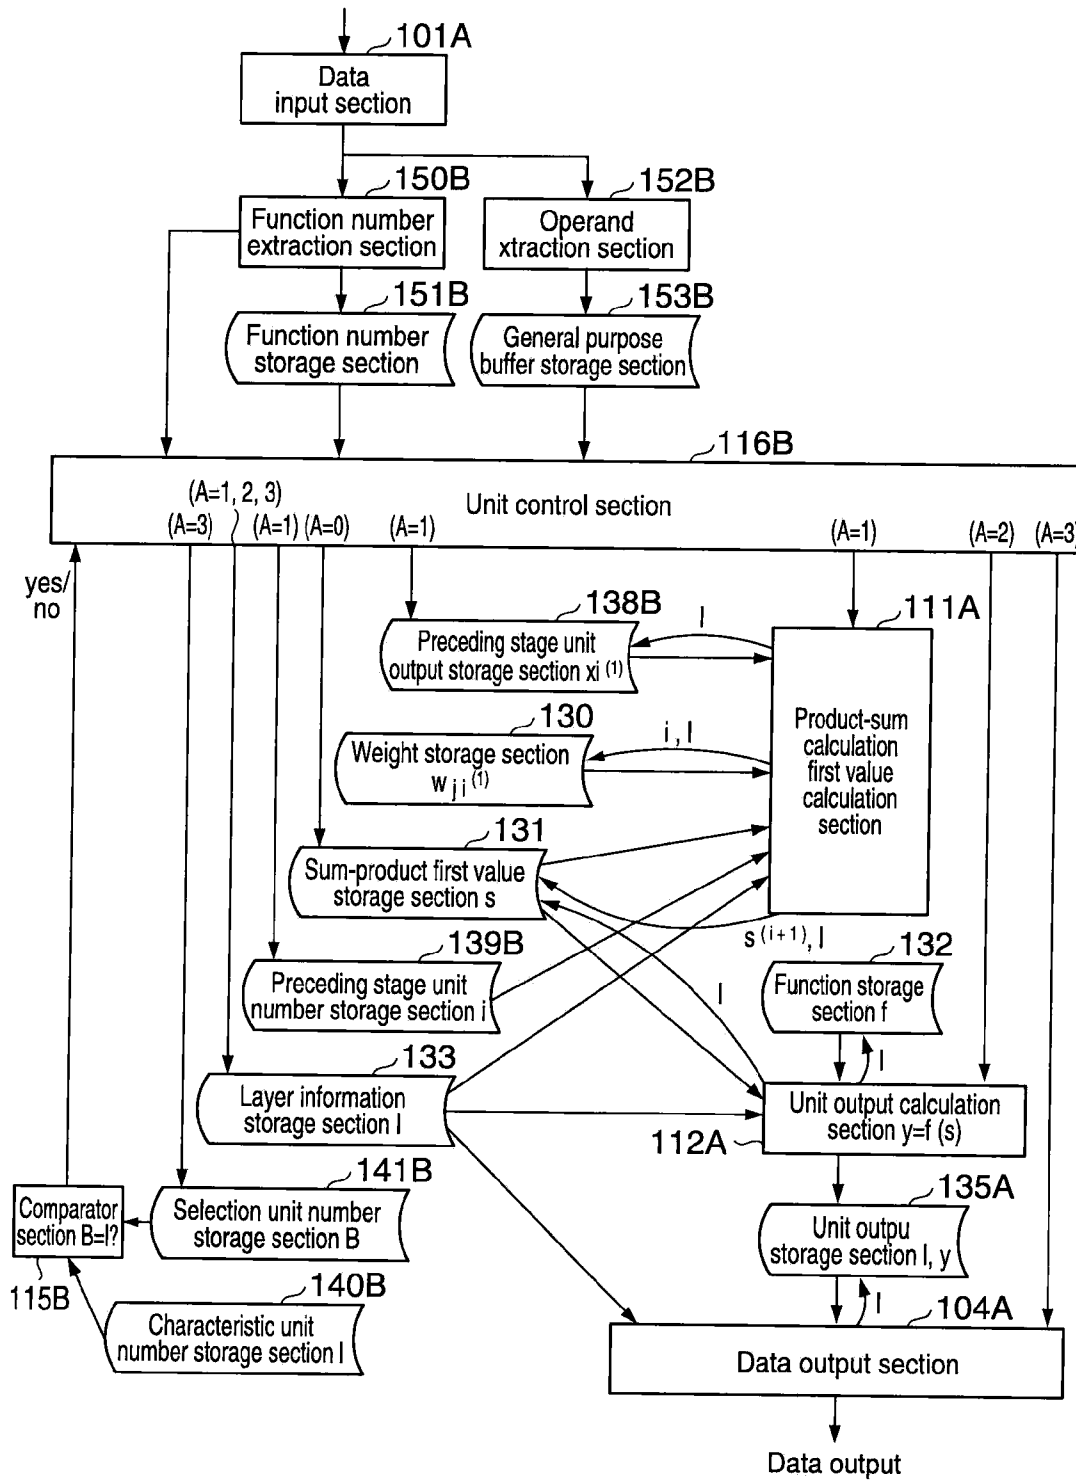 101A
Data
input section
150B
152B
Function number
extraction section
Operand
xtraction section
151B
153B
Function number
storage section
General purpose
buffer storage section
116B
(A=1, 2, 3)
Unit control section
(A=3)
(A=1)
(A=0)
(A=1)
(A=1)
(A=2)
(A=3)
yes/
no
138B
I
111A
Preceding stage unit
output storage section xi (1)
130
i, I
Weight storage section
w j i (1)
Product-sum
calculation
first value
calculation
section
131
Sum-product first value
storage section s
s (i+1), I
139B
132
Preceding stage unit
number storage section i
I
Function storage
section f
133
I
Layer information
storage section I
Unit output calculation
section y=f (s)
112A
141B
135A
Comparator
section B=I?
Selection unit number
storage section B
Unit outpu
storage section I, y
115B
140B
I
104A
Characteristic unit
number storage section I
Data output section
Data output